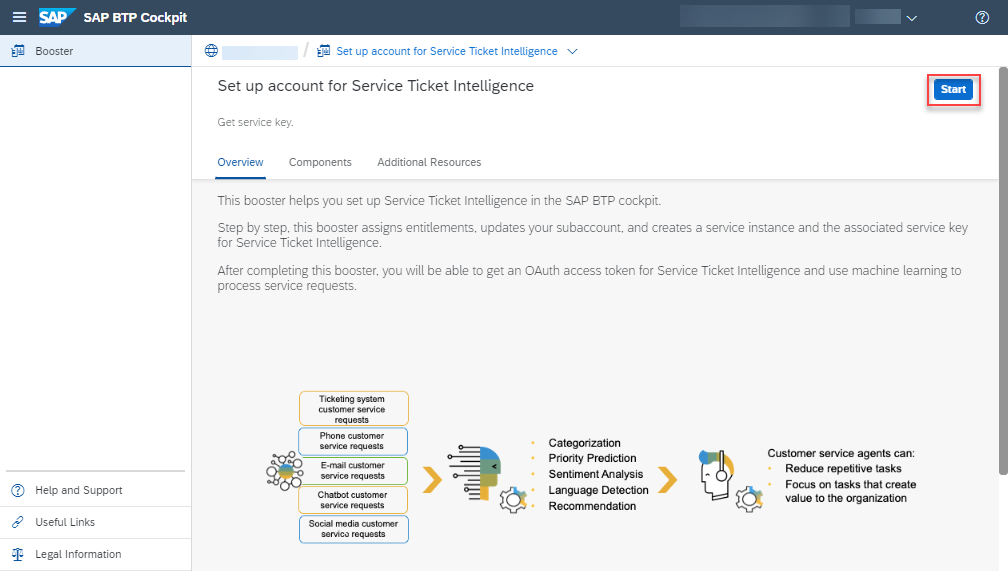 SAP SAP BTP Cockpit
Booster
Set up account for Service Ticket Intelligence
Set up account for Service Ticket Intelligence
Start
Get service key.
Overview Components Additional Resources
This booster helps you set up Service Ticket Intelligence in the SAP BTP cockpit.
Step by step, this booster assigns entitlements, updates your subaccount, and creates a service instance and the associated service key
for Service Ticket Intelligence.
After completing this booster, you will be able to get an OAuth access token for Service Ticket Intelligence and use machine learning to
process service requests.
Ticketing system
customer service
requests
Phone customer
service requests
E-mail customer
service requests
Chatbot customer
service requests
Social media customer
service requests
Categorization
Priority Prediction
Sentiment Analysis
Language Detection
Recommendation
Customer service agents can:
Reduce repetitive tasks
Focus on tasks that create
value to the organization
Help and Support
Useful Links
Legal Information